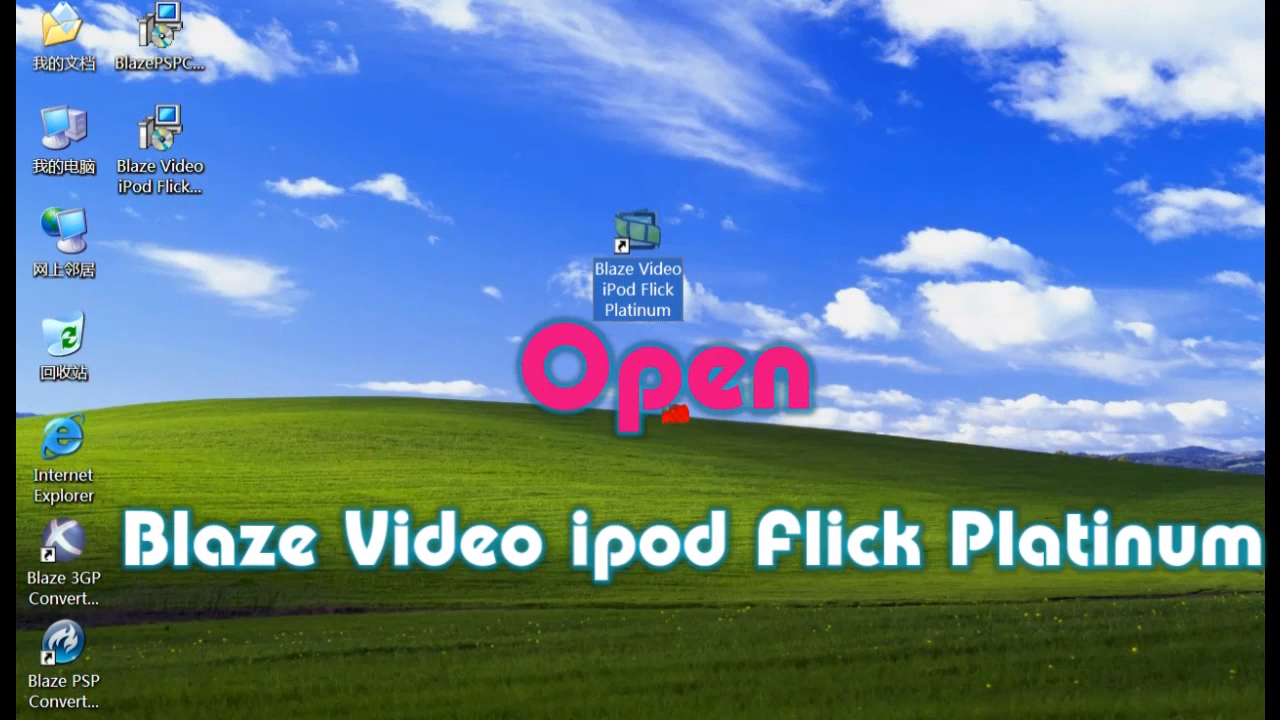 我的文档
BlazePSPC...
我的电脑
Blaze Video
iPod Flick...
网上邻居
回收站
Internet
Explorer
Blaze 3GP
Convert...
Blaze PSP
Convert...
Blaze Video
iPod Flick
Platinum
Open
Blaze Video ipod Flick Platinum